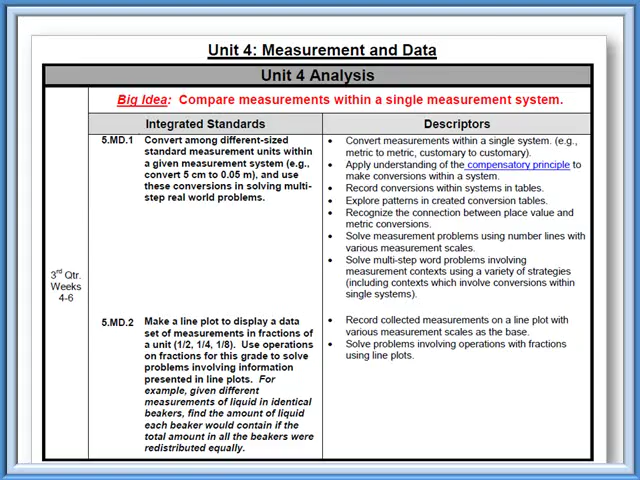 Unit 4: Measurement and Data
Unit 4 Analysis
Big Idea: Compare measurements within a single measurement system.
Integrated Standards
Descriptors
3rd Qtr.
Weeks
4-6
5.MD.1 Convert among different-sized
standard measurement units within
a given measurement system (e.g.,
convert 5 cm to 0.05 m), and use
these conversions in solving multi-
step real world problems.
• Convert measurements within a single system. (e.g.,
metric to metric, customary to customary).
• Apply understanding of the compensatory principle to
make conversions within a system.
• Record conversions within systems in tables.
• Explore patterns in created conversion tables.
• Recognize the connection between place value and
metric conversions.
• Solve measurement problems using number lines with
various measurement scales.
• Solve multi-step word problems involving
measurement contexts using a variety of strategies
(including contexts which involve conversions within
single systems).
5.MD.2 Make a line plot to display a data
set of measurements in fractions of
a unit (1/2, 1/4, 1/8). Use operations
on fractions for this grade to solve
problems involving information
presented in line plots. For
example, given different
measurements of liquid in identical
beakers, find the amount of liquid
each beaker would contain if the
total amount in all the beakers were
redistributed equally.
• Record collected measurements on a line plot with
various measurement scales as the base.
• Solve problems involving operations with fractions
using line plots.